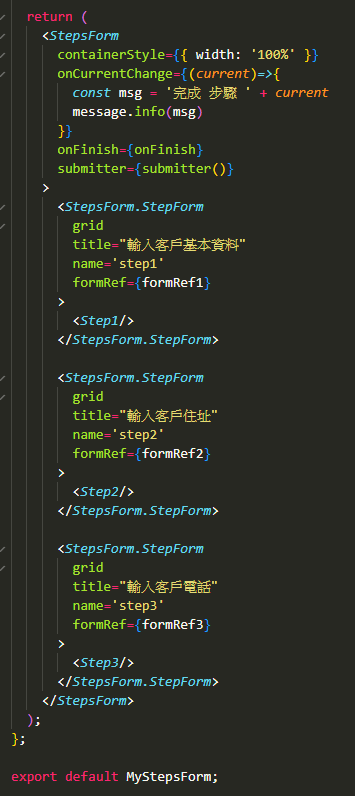 return (
<StepsForm
containerStyle={{ width: '100%' }}
onCurrentChange={(current)=>{
const msg = '完成 步驟 ' + current
message.info(msg)
}}
onFinish={onFinish}
submitter={submitter()}
>
<StepsForm.StepForm
grid
title="輸入客戶基本資料"
name='step1'
formRef={formRef1}
>
<Step1/>
</StepsForm.StepForm>
<StepsForm.StepForm
grid
title="輸入客戶住址"
name='step2'
formRef={formRef2}
>
<Step2/>
</StepsForm.StepForm>
<StepsForm.StepForm
grid
title="輸入客戶電話"
name='step3'
formRef={formRef3}
>
<Step3/>
</StepsForm.StepForm>
</StepsForm>
);
};
export default MyStepsForm;